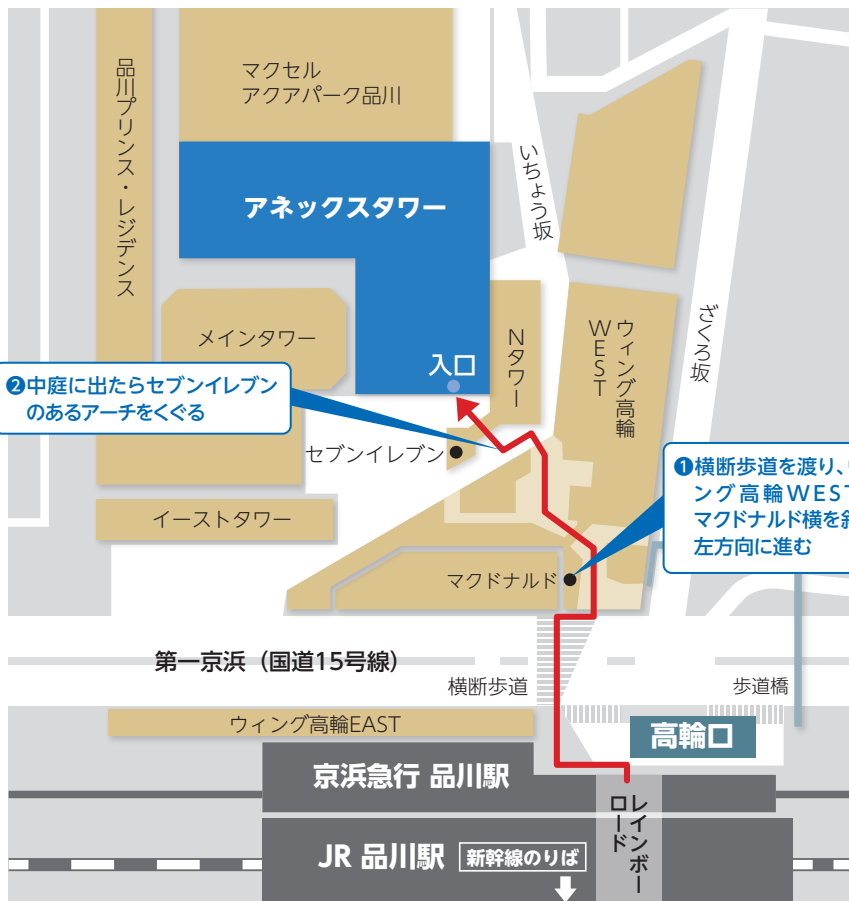 マクセル
アクアパーク品川
品川プリンス・レジデンス
いちょう坂
アネックスタワー
ざくろ坂
メインタワー
Nタワー
ウィング高輪
WEST
入口
❷中庭に出たらセブンイレブン
のあるアーチをくぐる
セブンイレブン
❶横断歩道を渡り、
ング高輪WEST
マクドナルド横を
左方向に進む
イーストタワー
マクドナルド
第一京浜（国道15号線）
横断歩道
歩道橋
ウィング高輪EAST
高輪口
京浜急行 品川駅
レインボー
ロード
JR 品川駅
新幹線のりば